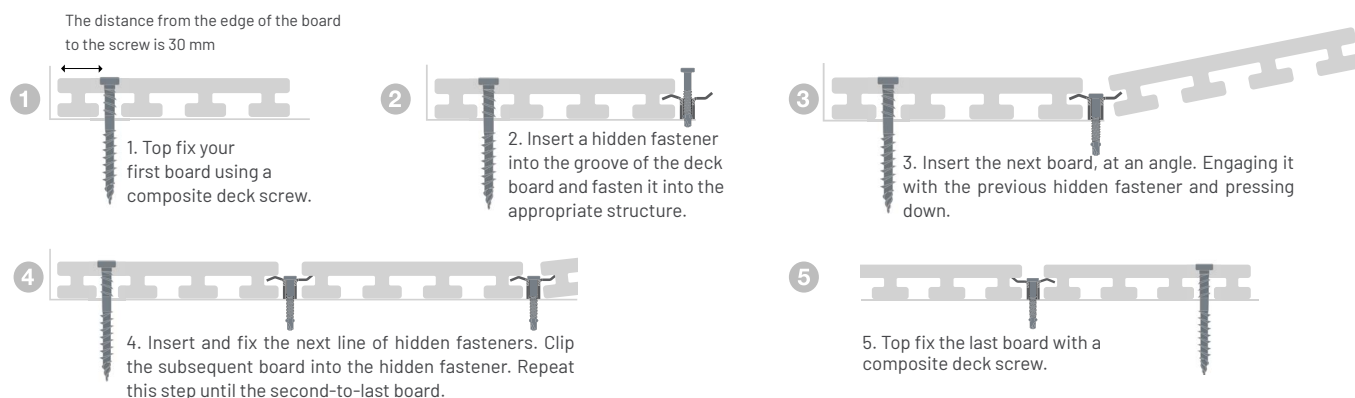 The distance from the edge of the board
to the screw is 30 mm
1
1. Top fix your
first board using a
composite deck screw.
2
2. Insert a hidden fastener
into the groove of the deck
board and fasten it into the
appropriate structure.
3
3. Insert the next board, at an angle. Engaging it
with the previous hidden fastener and pressing
down.
4
4. Insert and fix the next line of hidden fasteners. Clip
the subsequent board into the hidden fastener. Repeat
this step until the second-to-last board.
5
5. Top fix the last board with a
composite deck screw.